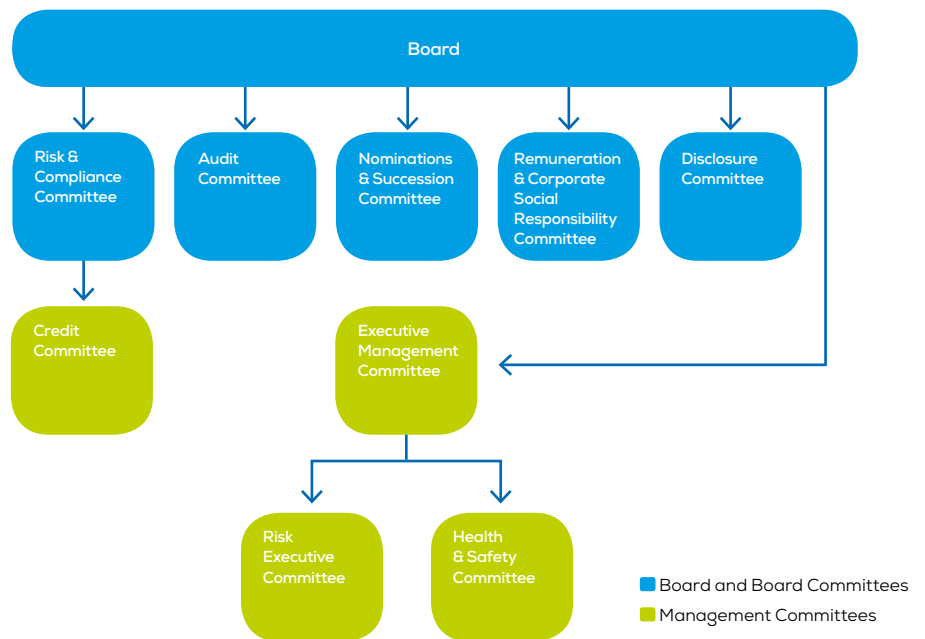 Board
Risk &
Compliance
Committee
Audit
Committee
Nominations
& Succession
Committee
Remuneration
& Corporate
Social
Responsibility
Committee
Disclosure
Committee
Credit
Committee
Executive
Management
Committee
Risk
Executive
Committee
Health
& Safety
Committee
Board and Board Committees
Management Committees